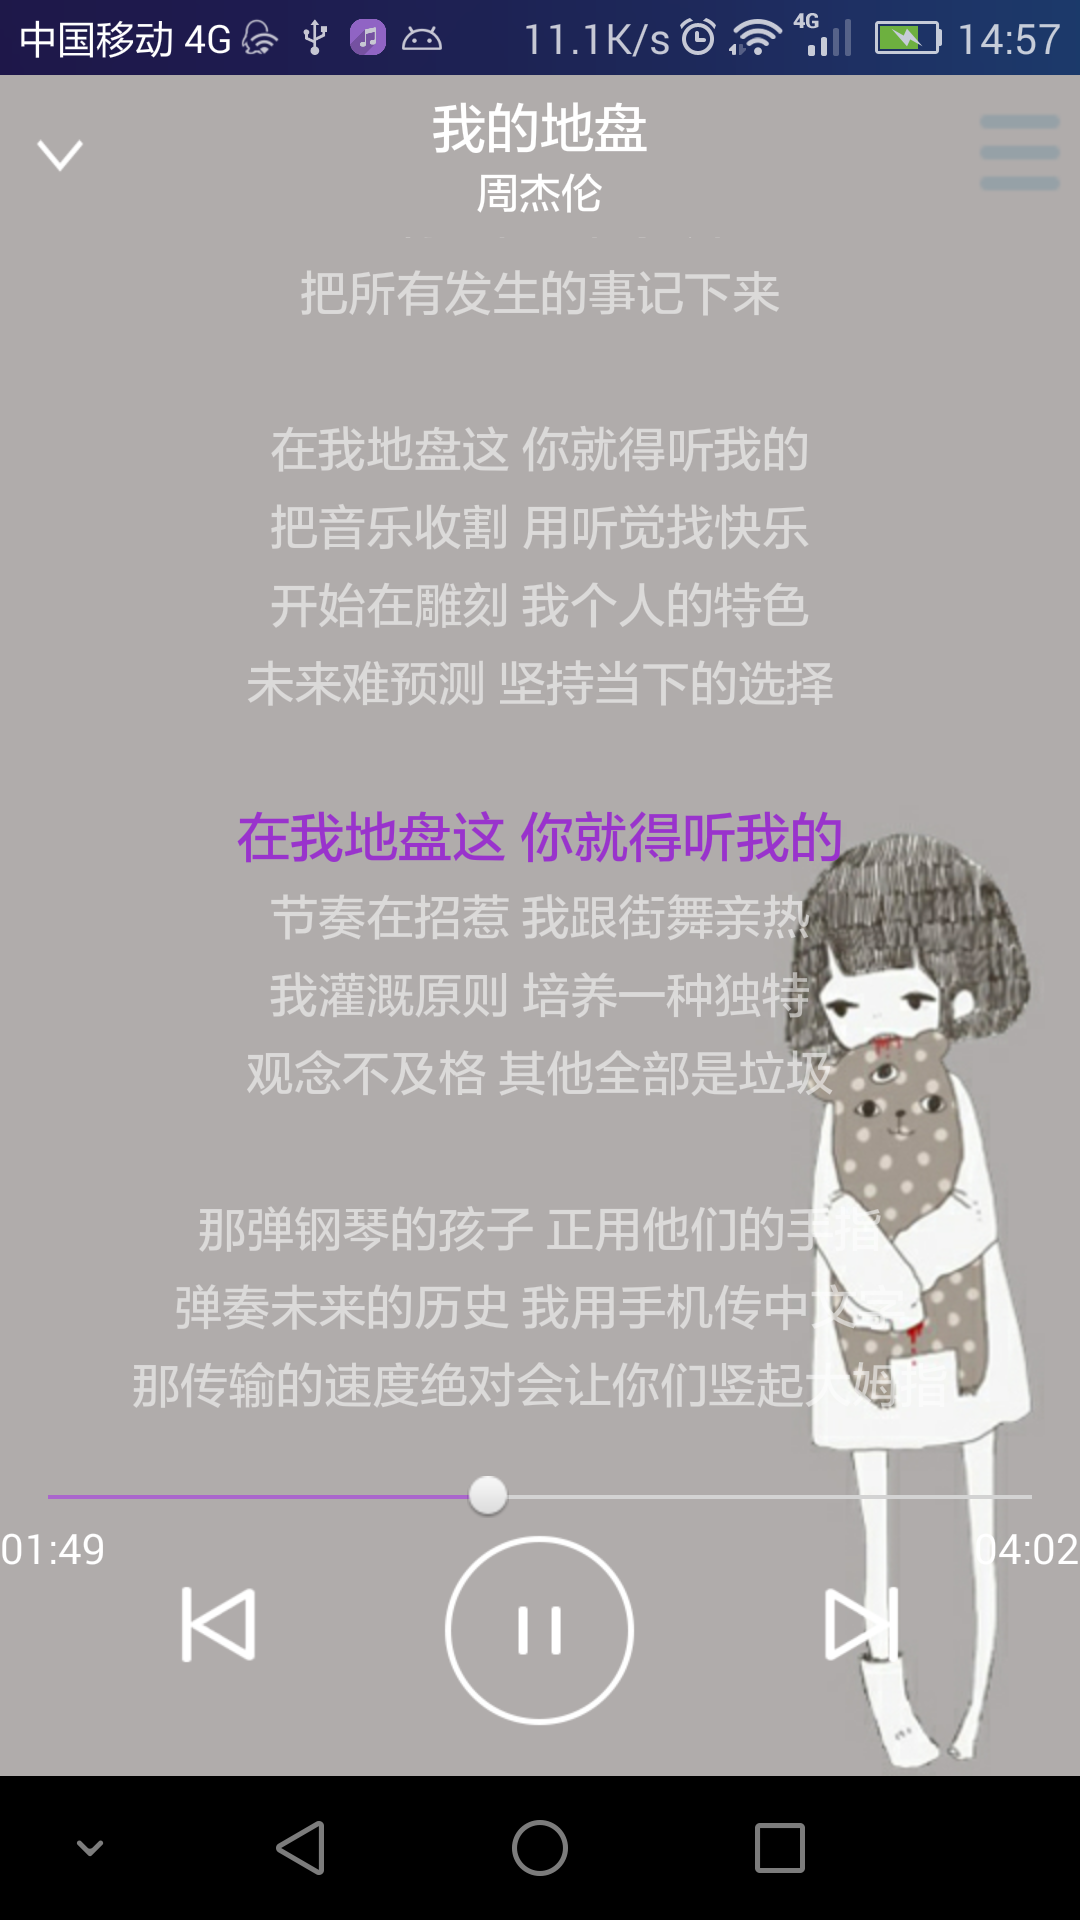 中国移动 4G 11.1K/s 4G 14:57
我的地盘
周杰伦
把所有发生的事记下来
在我地盘这 你就得听我的
把音乐收割 用听觉找快乐
开始在雕刻 我个人的特色
未来难预测 坚持当下的选择
在我地盘这 你就得听我的
节奏在招惹 我跟街舞亲热
我灌溉原则 培养一种独特
观念不及格 其他全部是垃圾
那弹钢琴的孩子 正用他们的手指
弹奏未来的历史 我用手机传中文字
那传输的速度绝对会让你们竖起大姆指
01:49 04:02